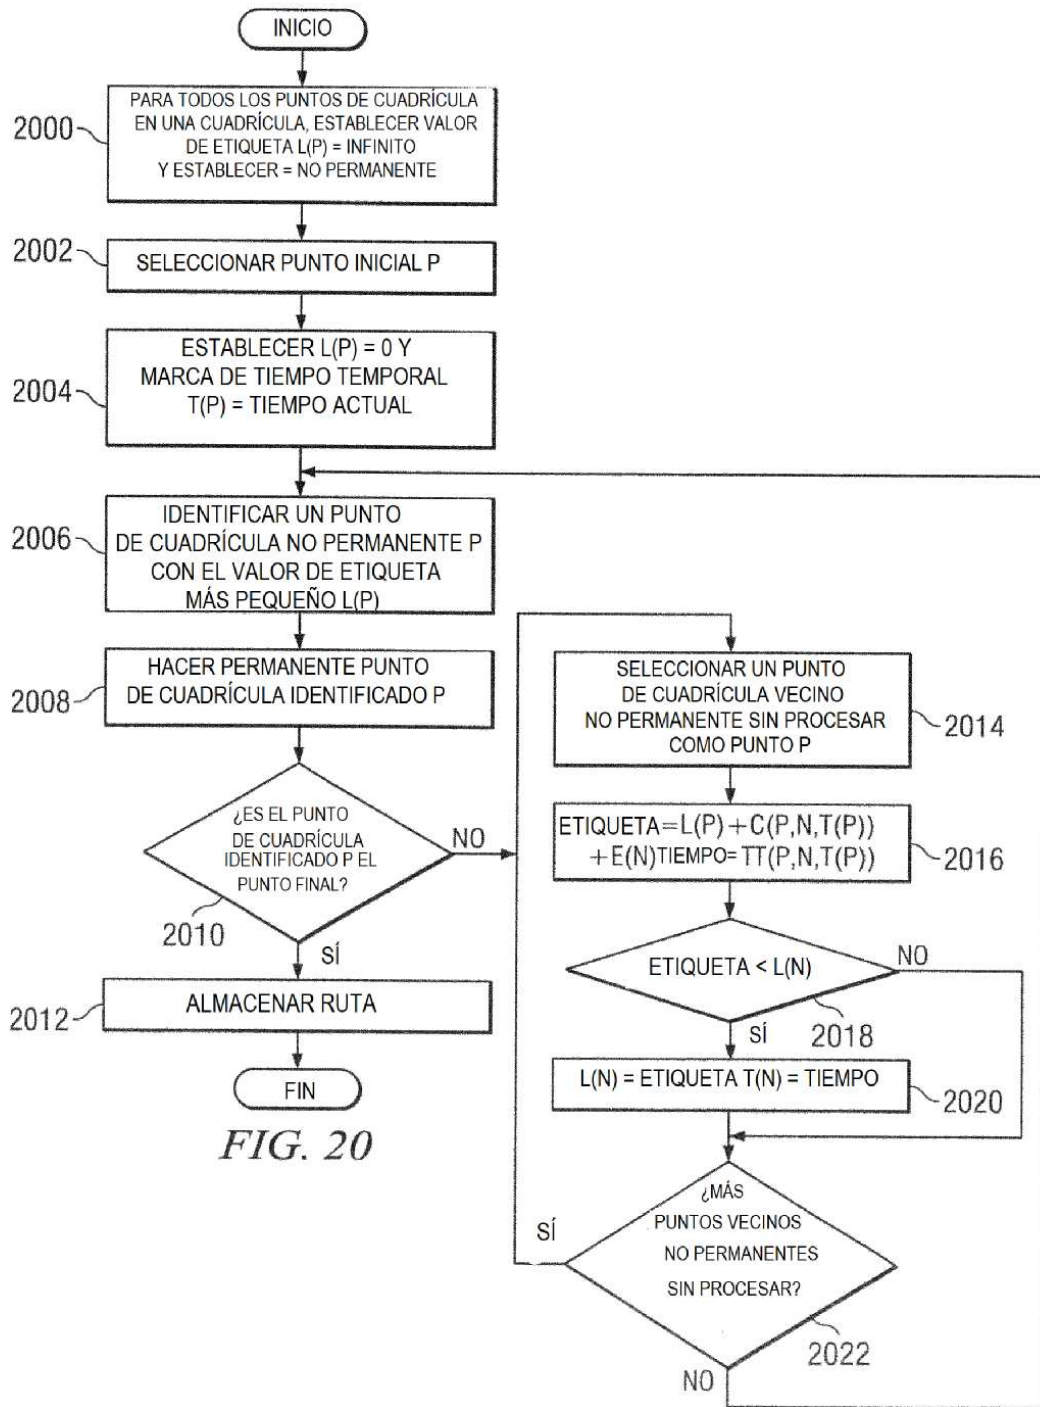 INICIO
2000
PARA TODOS LOS PUNTOS DE CUADRÍCULA
EN UNA CUADRÍCULA, ESTABLECER VALOR
DE ETIQUETA L(P) = INFINITO
Y ESTABLECER = NO PERMANENTE
2002
SELECCIONAR PUNTO INICIAL P
2004
ESTABLECER L(P) = 0 Y
MARCA DE TIEMPO TEMPORAL
T(P) = TIEMPO ACTUAL
2006
IDENTIFICAR UN PUNTO
DE CUADRÍCULA NO PERMANENTE P
CON EL VALOR DE ETIQUETA
MÁS PEQUEÑO L(P)
2008
HACER PERMANENTE PUNTO
DE CUADRÍCULA IDENTIFICADO P
¿ES EL PUNTO
DE CUADRÍCULA
IDENTIFICADO P EL
PUNTO FINAL?
NO
2010
SÍ
2012
ALMACENAR RUTA
FIN
FIG. 20
SELECCIONAR UN PUNTO
DE CUADRÍCULA VECINO
NO PERMANENTE SIN PROCESAR
COMO PUNTO P
2014
ETIQUETA=L(P)+C(P,N,T(P))
+E(N)TIEMPO=TT(P,N,T(P))
2016
ETIQUETA < L(N)
NO
2018
SÍ
L(N) = ETIQUETA T(N) = TIEMPO
2020
¿MÁS
PUNTOS VECINOS
NO PERMANENTES
SIN PROCESAR?
SÍ
2022
NO